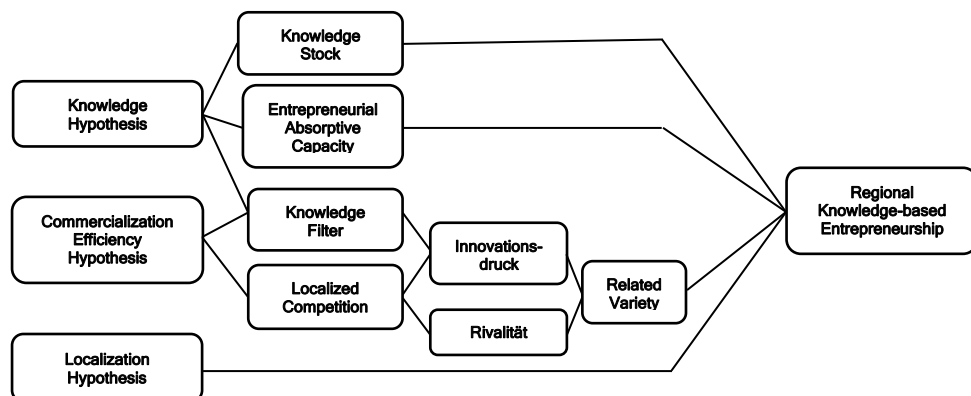 Knowledge
Stock
Knowledge
Hypothesis
Entrepreneurial
Absorptive
Capacity
Commercialization
Efficiency
Hypothesis
Knowledge
Filter
Localized
Competition
Innovations-
druck
Rivalität
Related
Variety
Regional
Knowledge-based
Entrepreneurship
Localization
Hypothesis